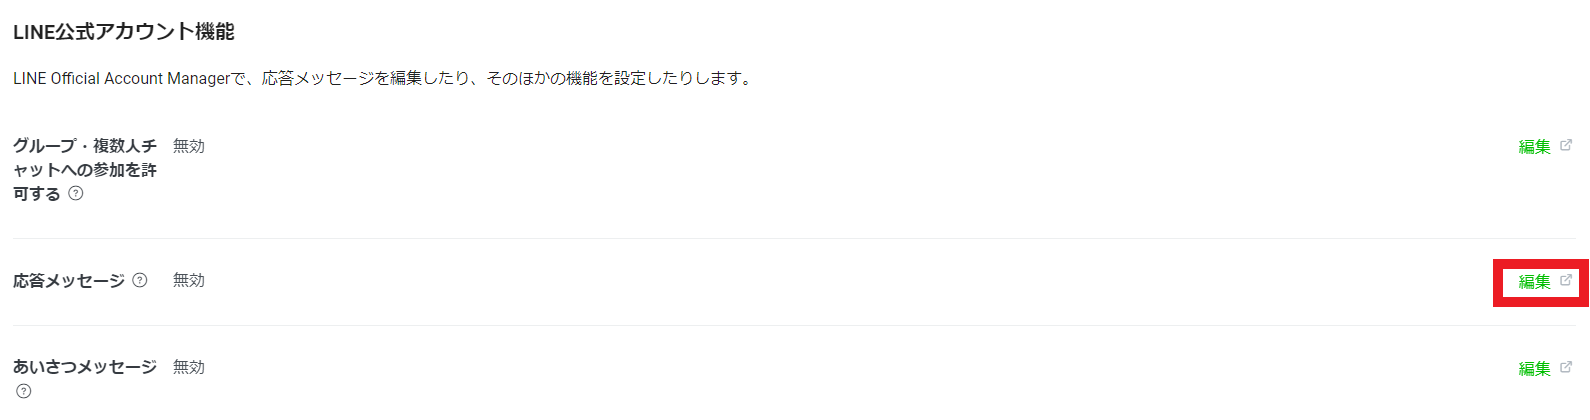 LINE公式アカウント機能
LINE Official Account Managerで、応答メッセージを編集したり、そのほかの機能を設定したりします。
グループ・複数人チ
ャットへの参加を許
可する ?
無効
編集
応答メッセージ ?
無効
編集
あいさつメッセージ
?
無効
編集